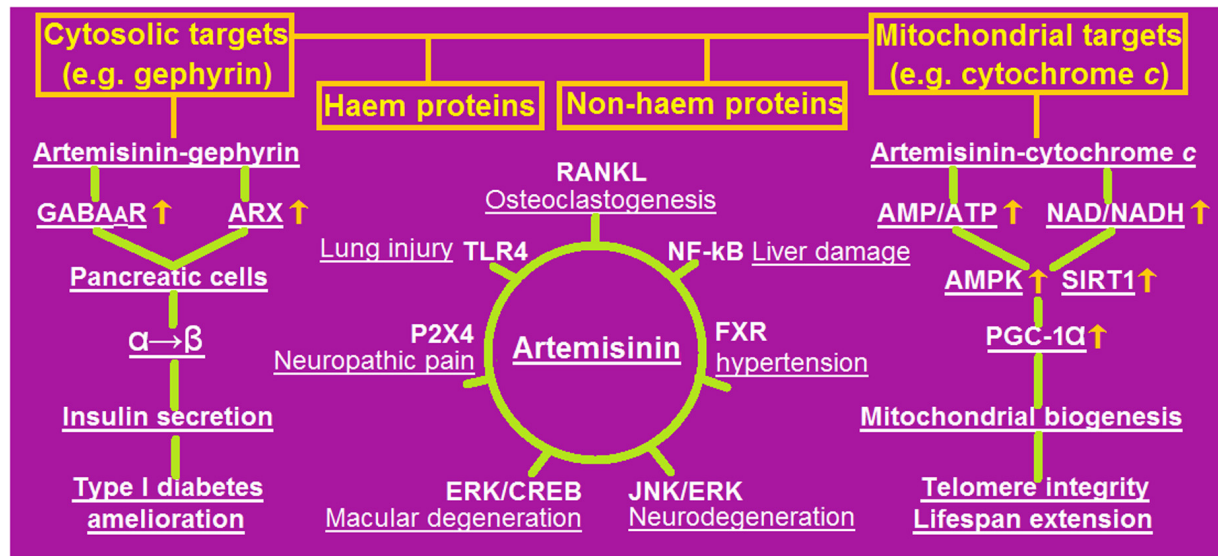 Cytosolic targets
(e.g. gephyrin)
Haem proteins
Non-haem proteins
Mitochondrial targets
(e.g. cytochrome c)
Artemisinin-gephyrin
GABAAR ↑
ARX ↑
Pancreatic cells
α→β
Insulin secretion
Type I diabetes
amelioration
RANKL
Osteoclastogenesis
Lung injury TLR4
NF-kB Liver damage
P2X4
Neuropathic pain
Artemisinin
FXR
hypertension
ERK/CREB
Macular degeneration
JNK/ERK
Neurodegeneration
Artemisinin-cytochrome c
AMP/ATP ↑
NAD/NADH ↑
AMPK ↑
SIRT1 ↑
PGC-1α ↑
Mitochondrial biogenesis
Telomere integrity
Lifespan extension